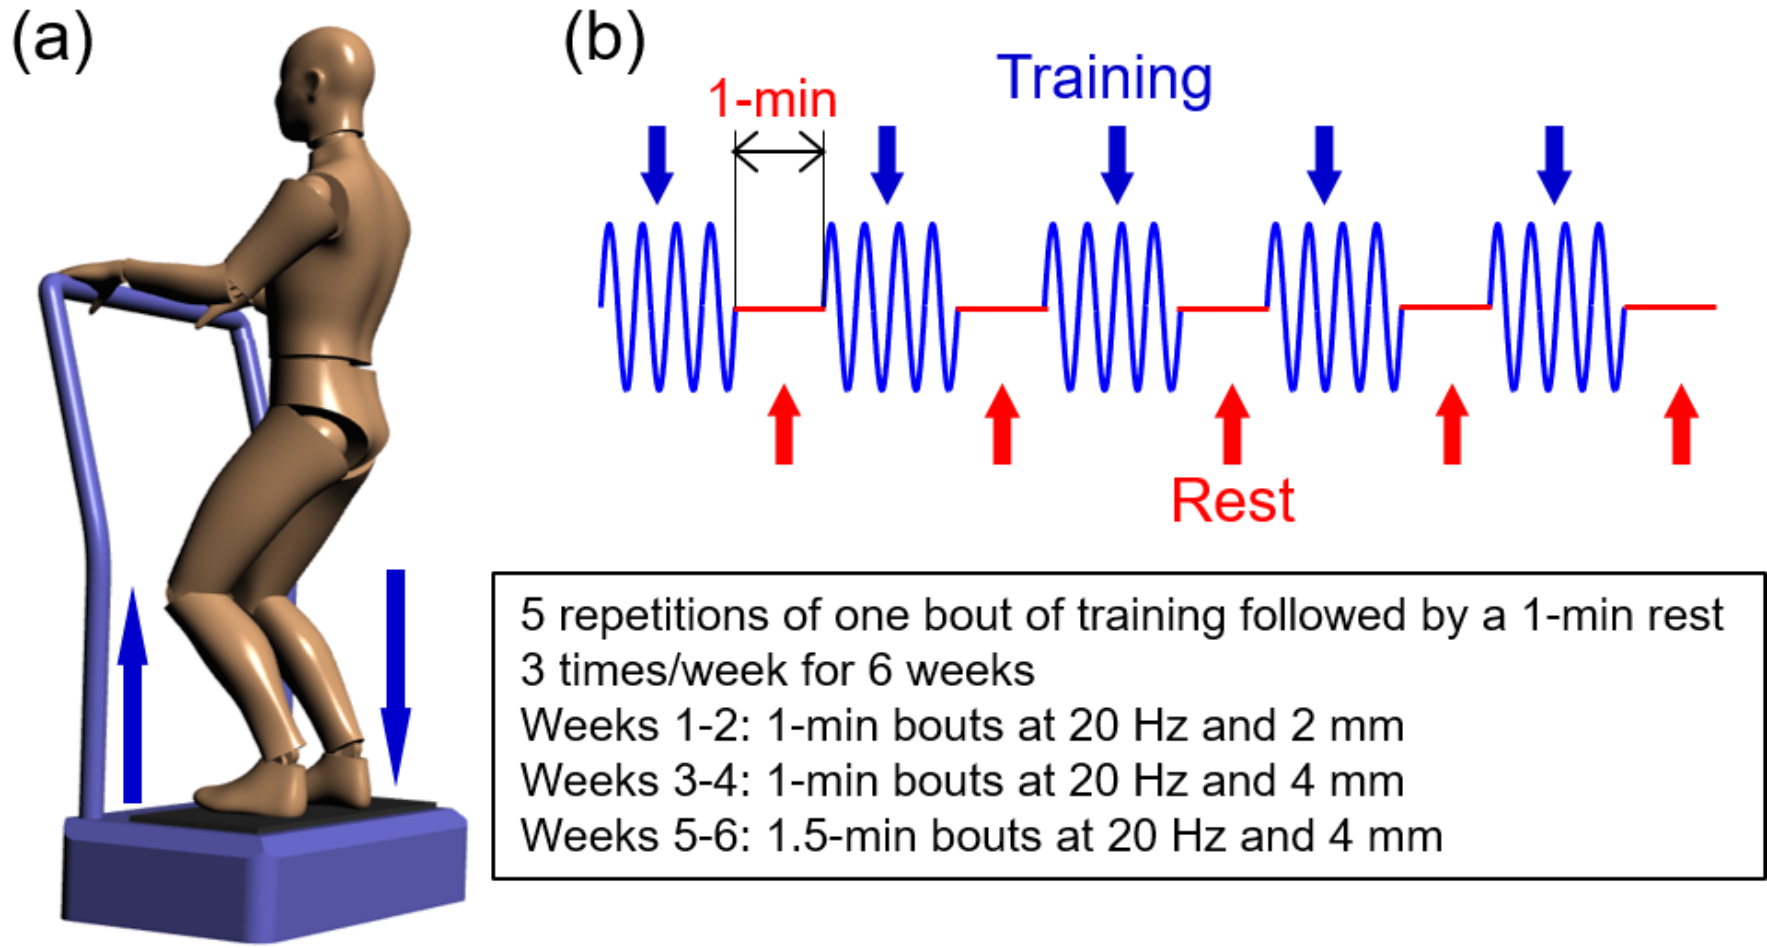 (a)
(b)
Training
1-min
Rest
5 repetitions of one bout of training followed by a 1-min rest
3 times/week for 6 weeks
Weeks 1-2: 1-min bouts at 20 Hz and 2 mm
Weeks 3-4: 1-min bouts at 20 Hz and 4 mm
Weeks 5-6: 1.5-min bouts at 20 Hz and 4 mm